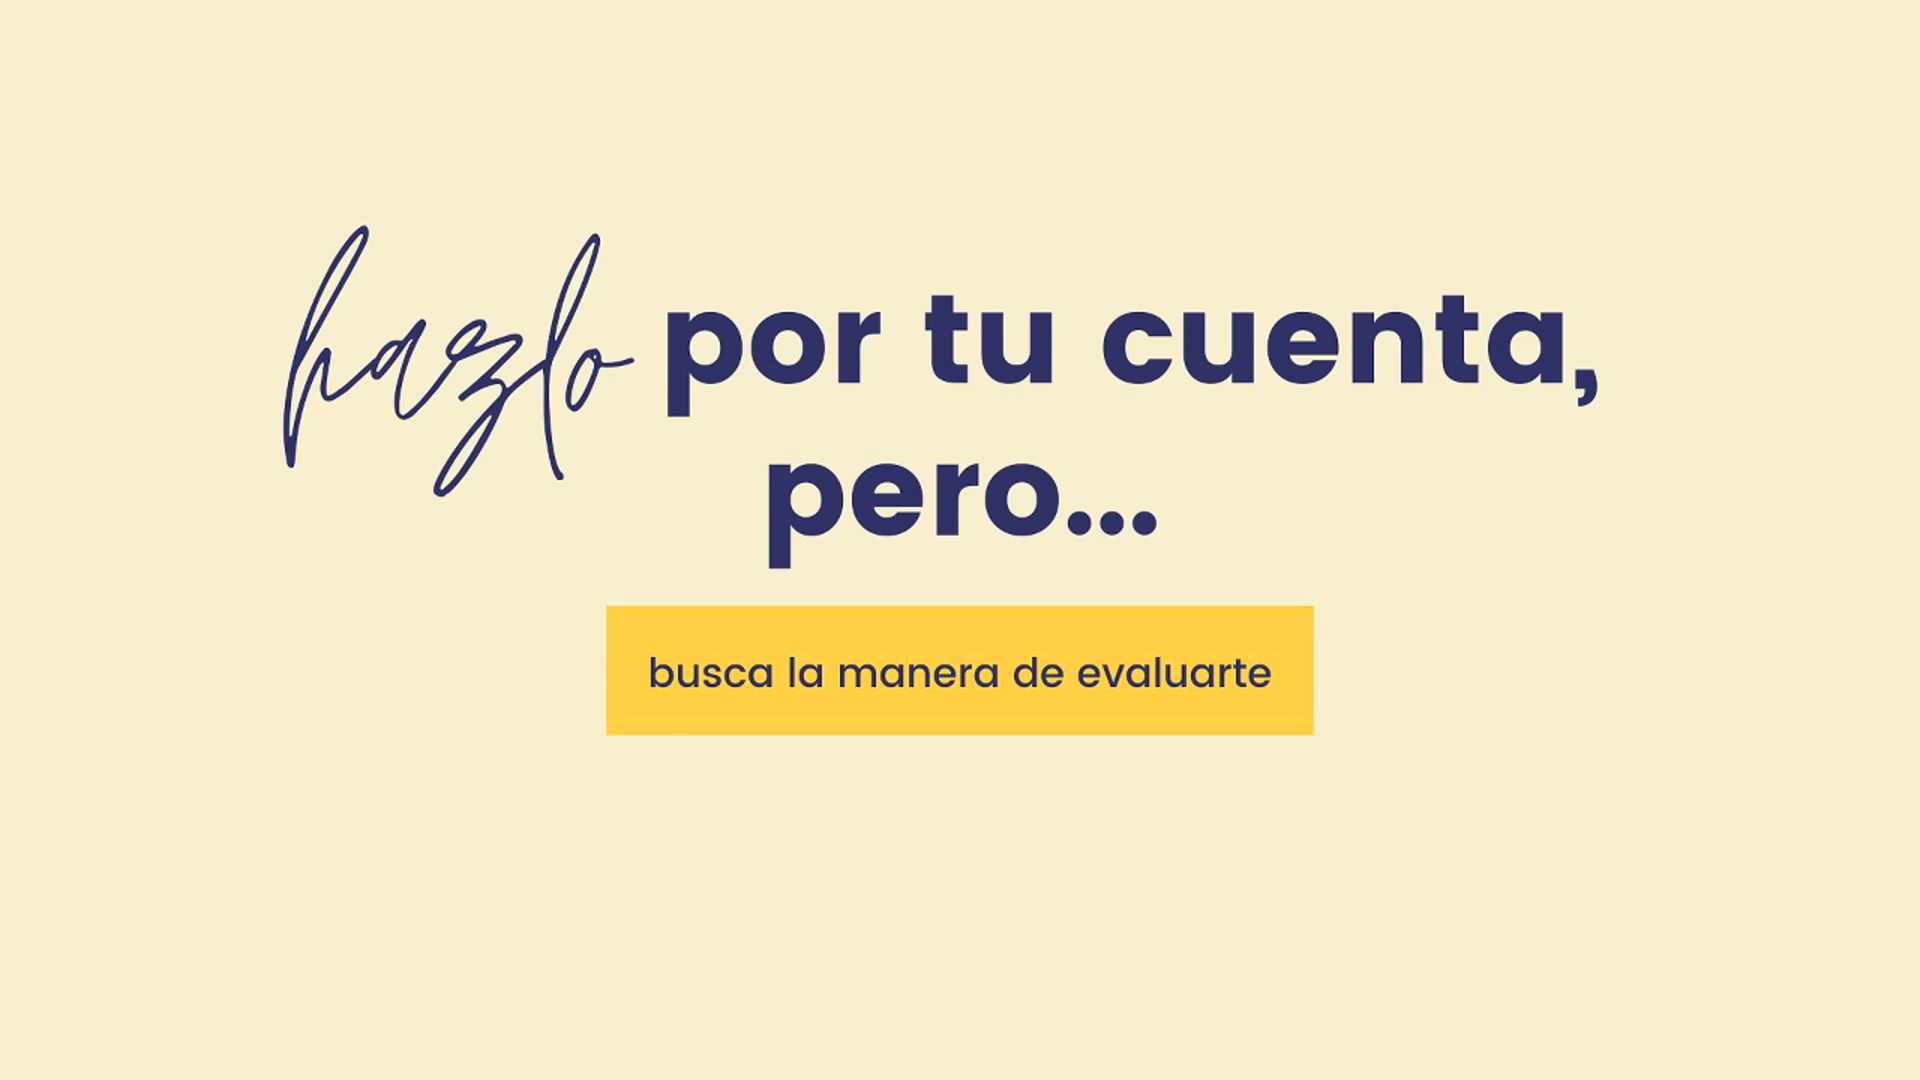 hazlo por tu cuenta,
pero...
busca la manera de evaluarte